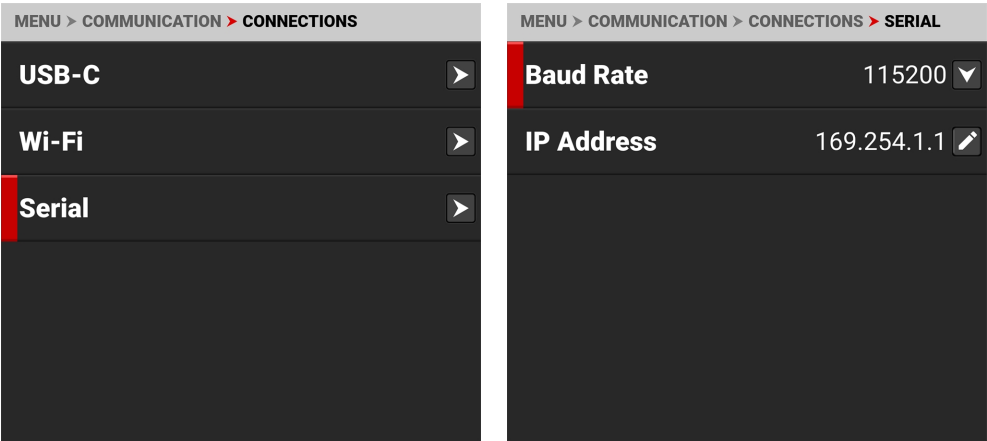 MENU > COMMUNICATION > CONNECTIONS
USB-C
Wi-Fi
Serial
MENU > COMMUNICATION > CONNECTIONS > SERIAL
Baud Rate 115200
IP Address 169.254.1.1